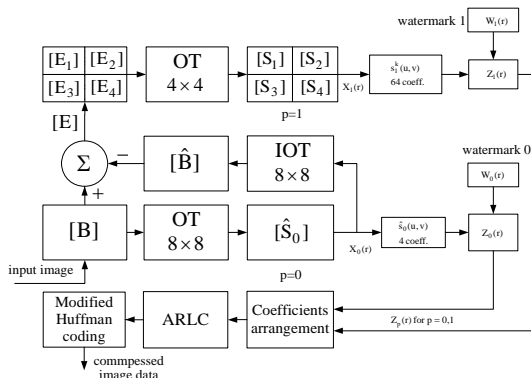 watermark 1
W₁(r)
[E₁] [E₂]
[E₃] [E₄]
OT
4×4
[S₁] [S₂]
[S₃] [S₄]
p=1
X₁(r)
s₁ᵏ(u,v)
64 coeff.
Z₁(r)
[E]
Σ
−
+
[B̂]
IOT
8×8
watermark 0
W₀(r)
[B]
OT
8×8
[Ŝ₀]
p=0
X₀(r)
ŝ₀(u,v)
4 coeff.
Z₀(r)
input image
Modified
Huffman
coding
ARLC
Coefficients
arrangement
Zₚ(r) for p = 0,1
commpessed
image data